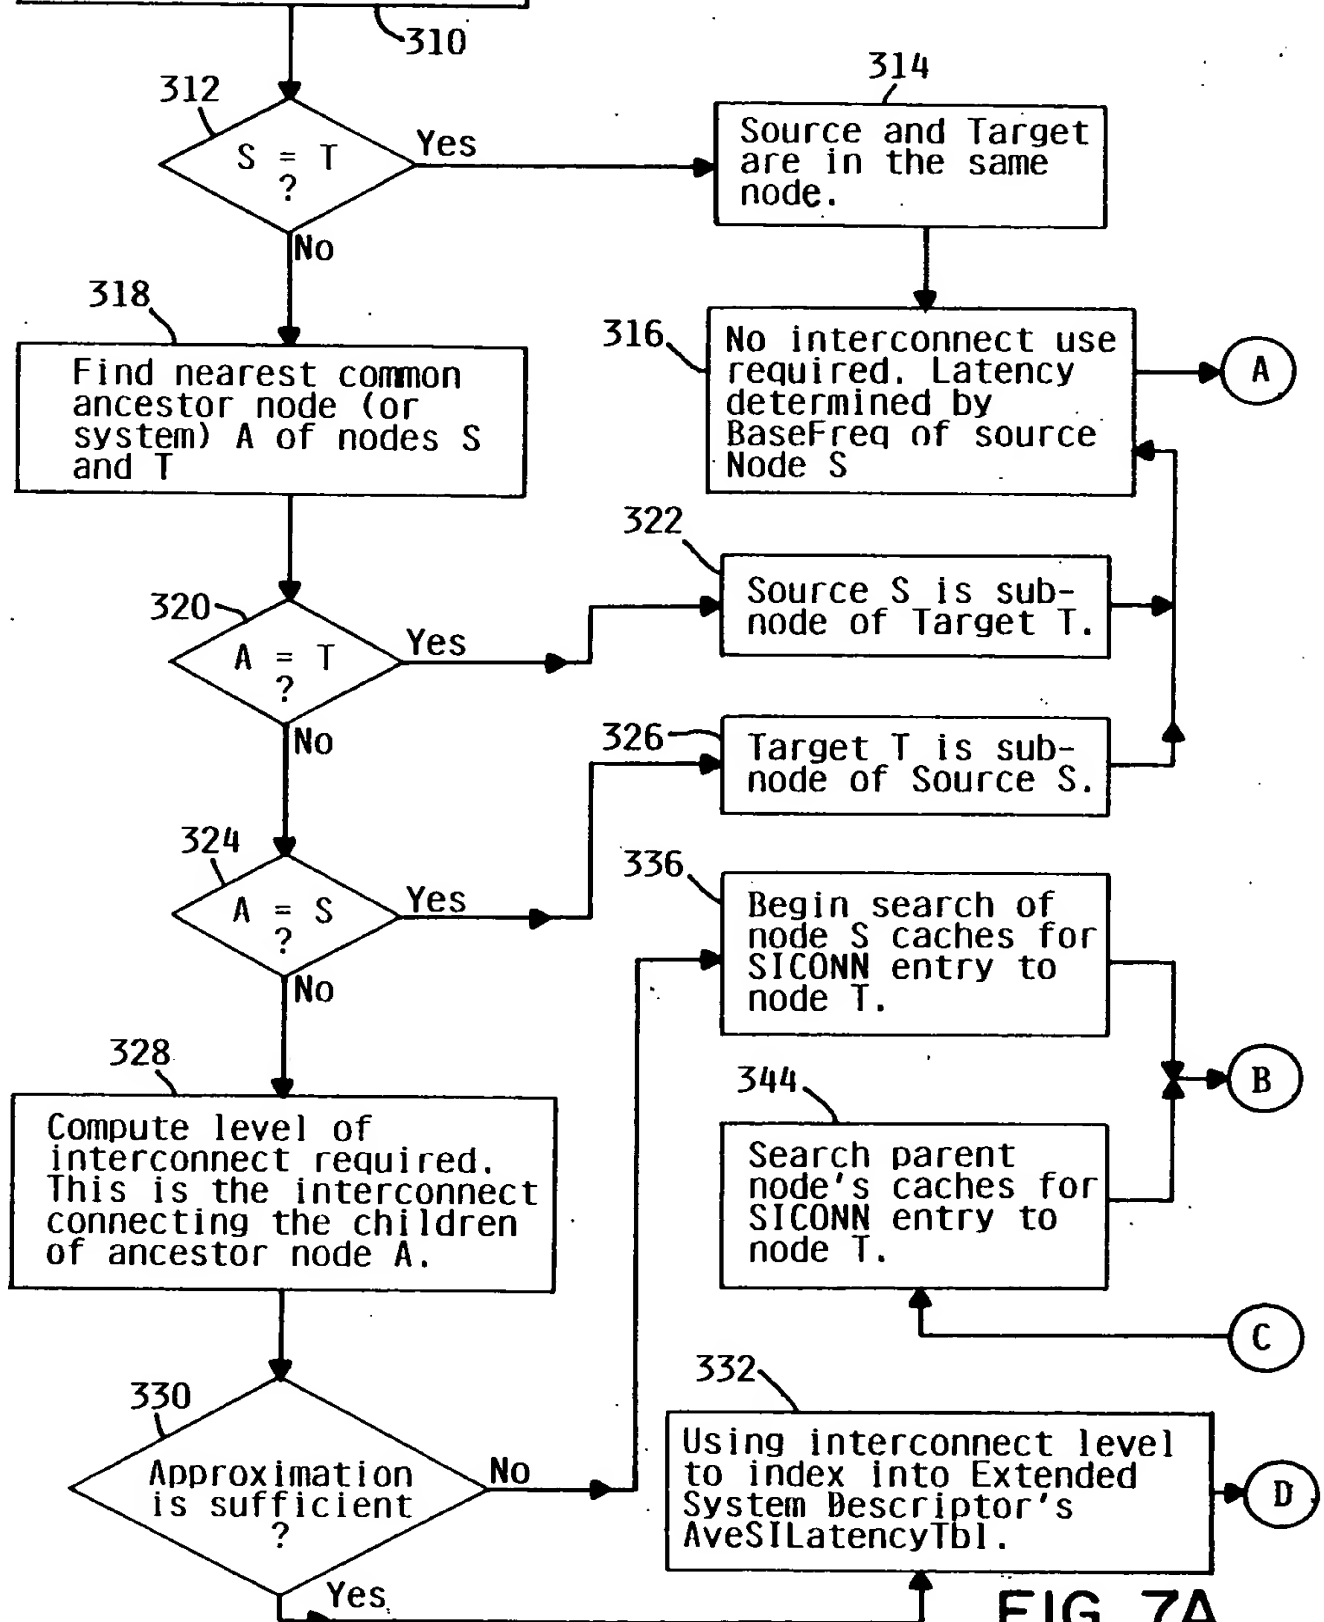 310
312
S = T
?
Yes
No
314
Source and Target
are in the same
node.
316
No interconnect use
required. Latency
determined by
BaseFreq of source
Node S
A
318
Find nearest common
ancestor node (or
system) A of nodes S
and T
320
A = T
?
Yes
No
322
Source S is sub-
node of Target T.
324
A = S
?
Yes
No
326
Target T is sub-
node of Source S.
328
Compute level of
interconnect required.
This is the interconnect
connecting the children
of ancestor node A.
336
Begin search of
node S caches for
SICONN entry to
node T.
B
344
Search parent
node's caches for
SICONN entry to
node T.
C
330
Approximation
is sufficient
?
No
Yes
332
Using interconnect level
to index into Extended
System Descriptor's
AveSILatencyTbl.
D
FIG 7A